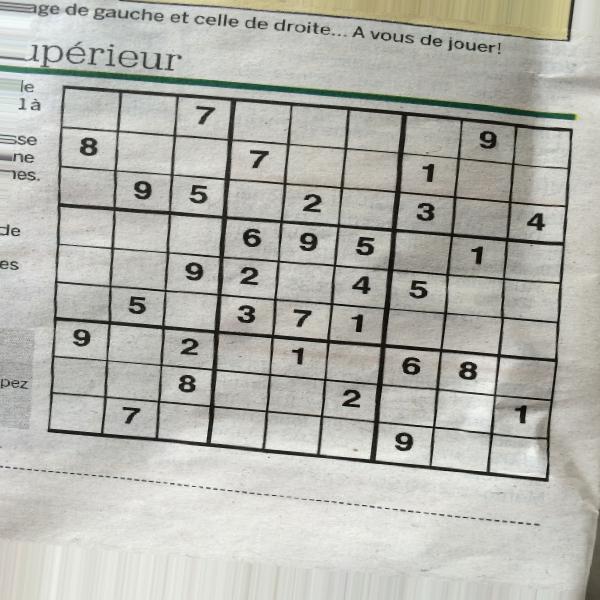 age de gauche et celle de droite... A vous de jouer!
upérieur
le
là
sse
ne
nes.
de
es
pez
7 9
8 7 1
9 5 2 3 4
6 9 5 1
9 2 4 5
5 3 7 1
9 2 1 6 8
8 2 1
7 9